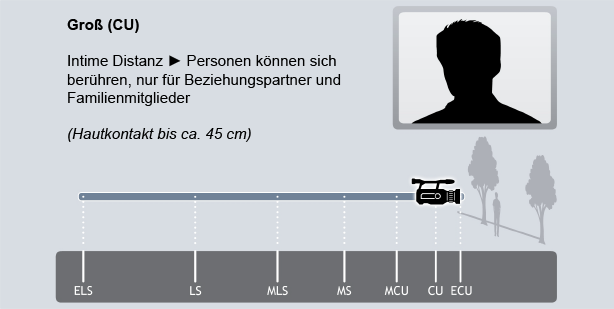 Groß (CU)
Intime Distanz ► Personen können sich
berühren, nur für Beziehungspartner und
Familienmitglieder
(Hautkontakt bis ca. 45 cm)
ELS LS MLS MS MCU CU ECU